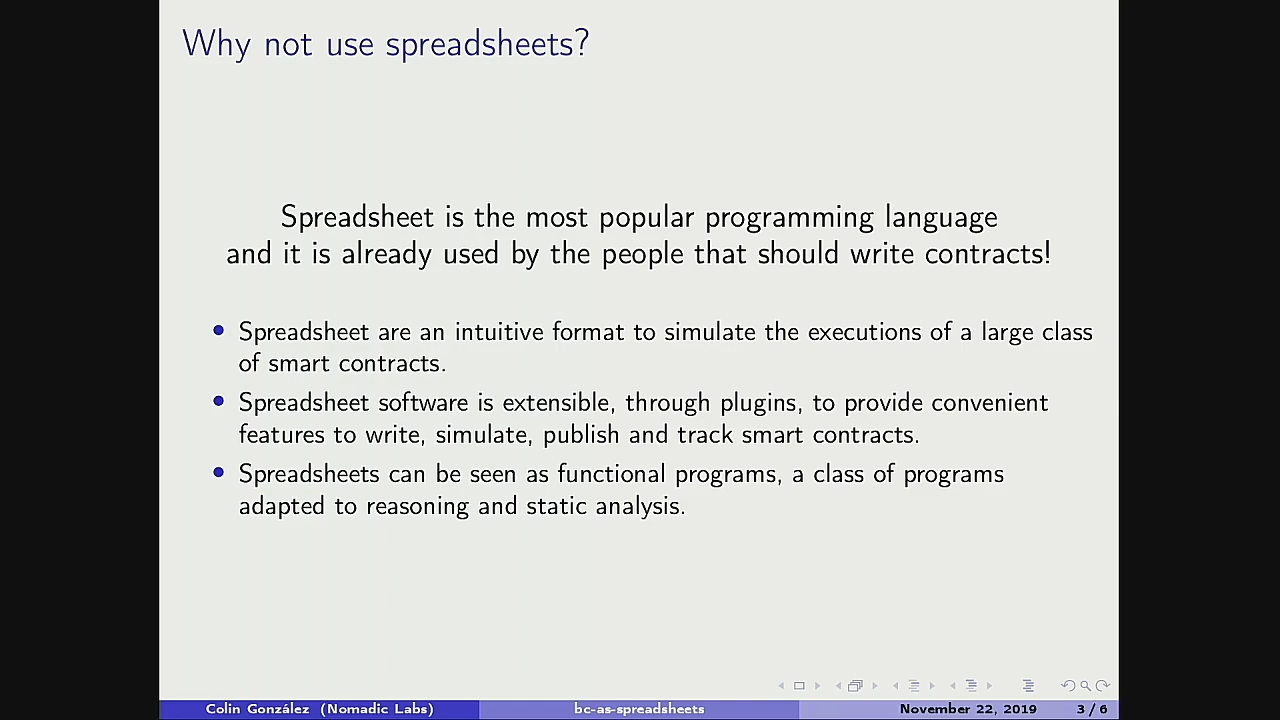 Why not use spreadsheets?
Spreadsheet is the most popular programming language
and it is already used by the people that should write contracts!
• Spreadsheet are an intuitive format to simulate the executions of a large class
of smart contracts.
• Spreadsheet software is extensible, through plugins, to provide convenient
features to write, simulate, publish and track smart contracts.
• Spreadsheets can be seen as functional programs, a class of programs
adapted to reasoning and static analysis.
Colin González (Nomadic Labs) bc-as-spreadsheets November 22, 2019 3 / 6